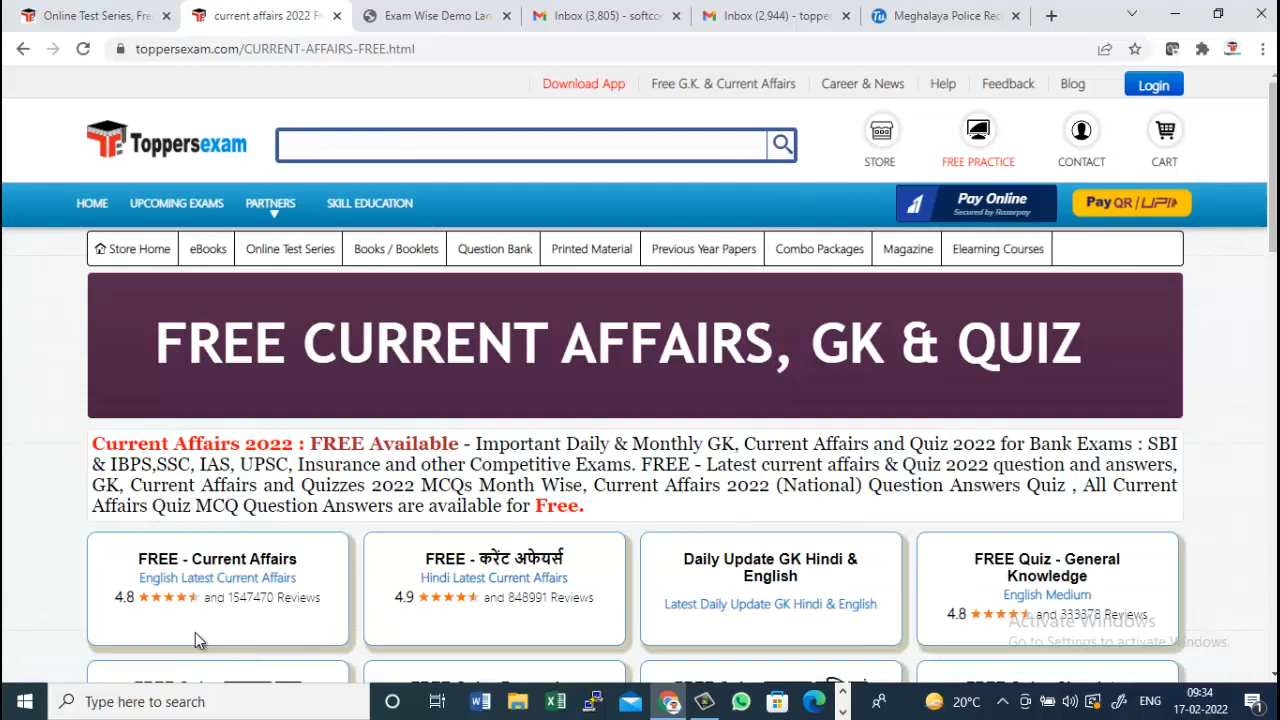 Online Test Series, Fre
current affairs 2022 Fr
Exam Wise Demo Lan
Inbox (3,805) - softco
Inbox (2,944) - toppe
Meghalaya Police Rec
toppersexam.com/CURRENT-AFFAIRS-FREE.html
Download App Free G.K. & Current Affairs Career & News Help Feedback Blog Login
Toppersexam
STORE FREE PRACTICE CONTACT CART
HOME UPCOMING EXAMS PARTNERS SKILL EDUCATION
Pay Online
Secured by Razorpay
Pay QR / UPI
Store Home eBooks Online Test Series Books / Booklets Question Bank Printed Material Previous Year Papers Combo Packages Magazine Elearning Courses
FREE CURRENT AFFAIRS, GK & QUIZ
Current Affairs 2022 : FREE Available - Important Daily & Monthly GK, Current Affairs and Quiz 2022 for Bank Exams : SBI
& IBPS,SSC, IAS, UPSC, Insurance and other Competitive Exams. FREE - Latest current affairs & Quiz 2022 question and answers,
GK, Current Affairs and Quizzes 2022 MCQs Month Wise, Current Affairs 2022 (National) Question Answers Quiz , All Current
Affairs Quiz MCQ Question Answers are available for Free.
FREE - Current Affairs
English Latest Current Affairs
4.8 and 1547470 Reviews
FREE - करेंट अफेयर्स
Hindi Latest Current Affairs
4.9 and 848991 Reviews
Daily Update GK Hindi &
English
Latest Daily Update GK Hindi & English
FREE Quiz - General
Knowledge
English Medium
4.8 and 333378 Reviews
Activate Windows
Go to Settings to activate Windows.
Type here to search
20°C
ENG
09:34
17-02-2022